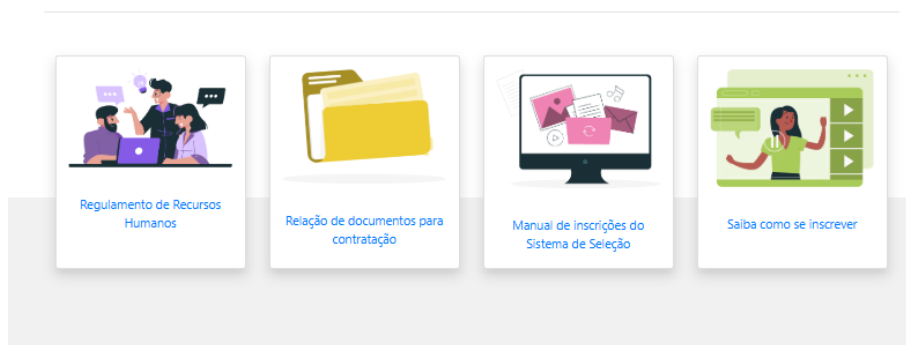 Regulamento de Recursos
Humanos
Relação de documentos para
contratação
Manual de inscrições do
Sistema de Seleção
Saiba como se inscrever